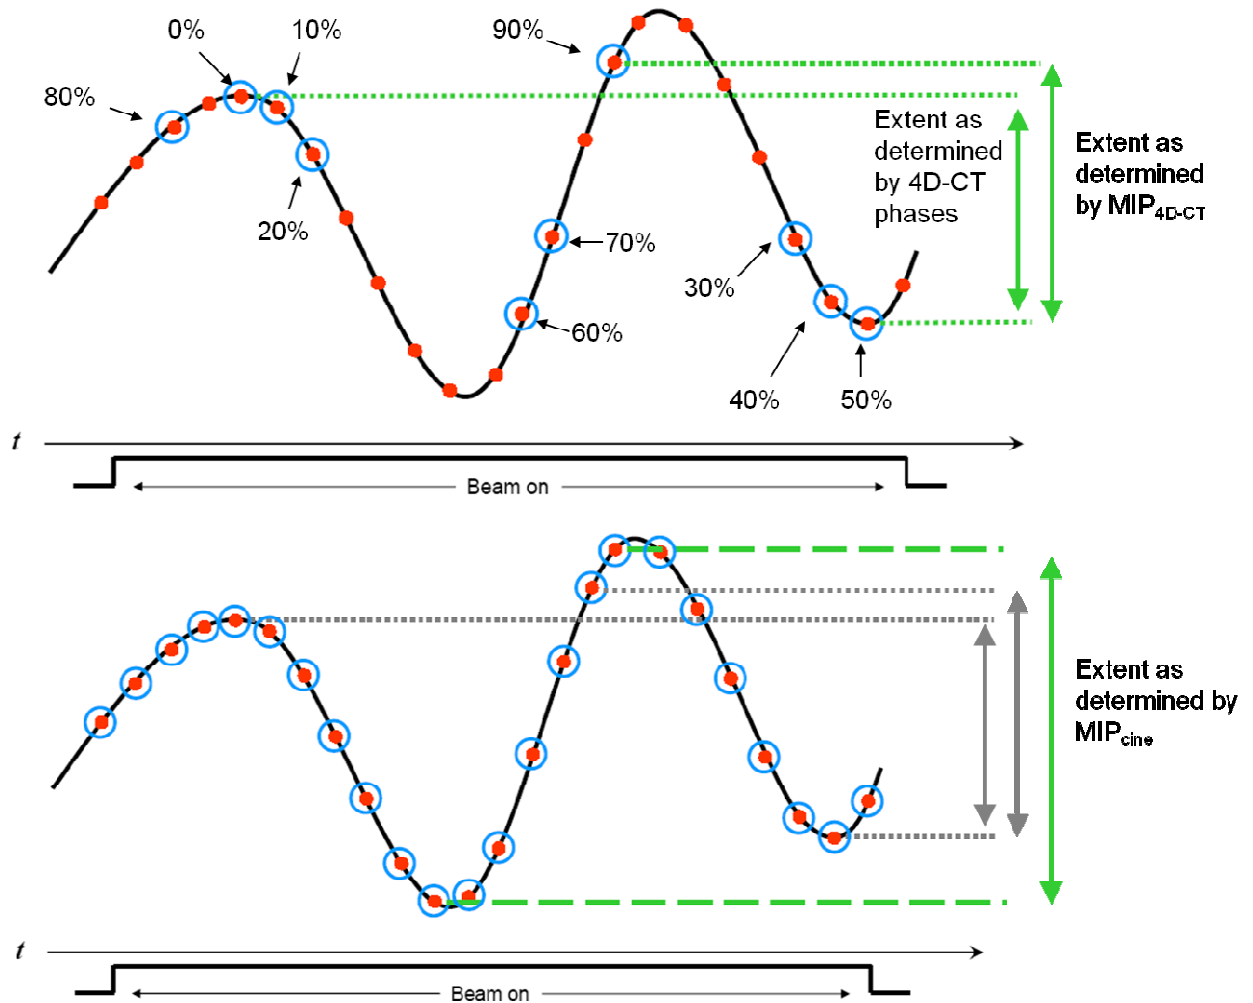 0%
10%
90%
80%
20%
70%
60%
30%
40%
50%
Extent as
determined
by 4D-CT
phases
Extent as
determined
by MIP4D-CT
t
Beam on
Extent as
determined by
MIPcine
t
Beam on